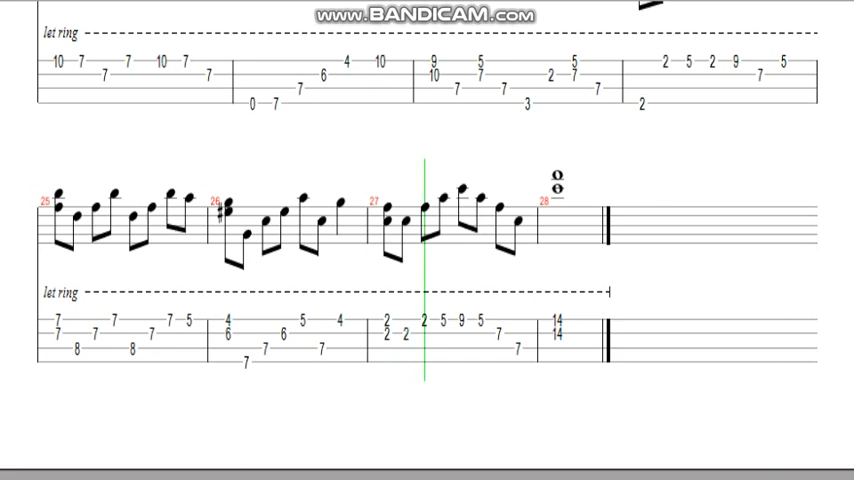 www.BANDICAM.com
let ring
10 7 7 10 7 4 10 9 5 5 2 5 2 9 5
7 7 6 10 7 2 7 7
7 7 7 7
0 7 3 2
25 26 27 28
let ring
7 7 7 5 4 5 4 2 2 5 9 5 14
7 7 7 6 6 2 2 7 14
8 8 7 7 7
7